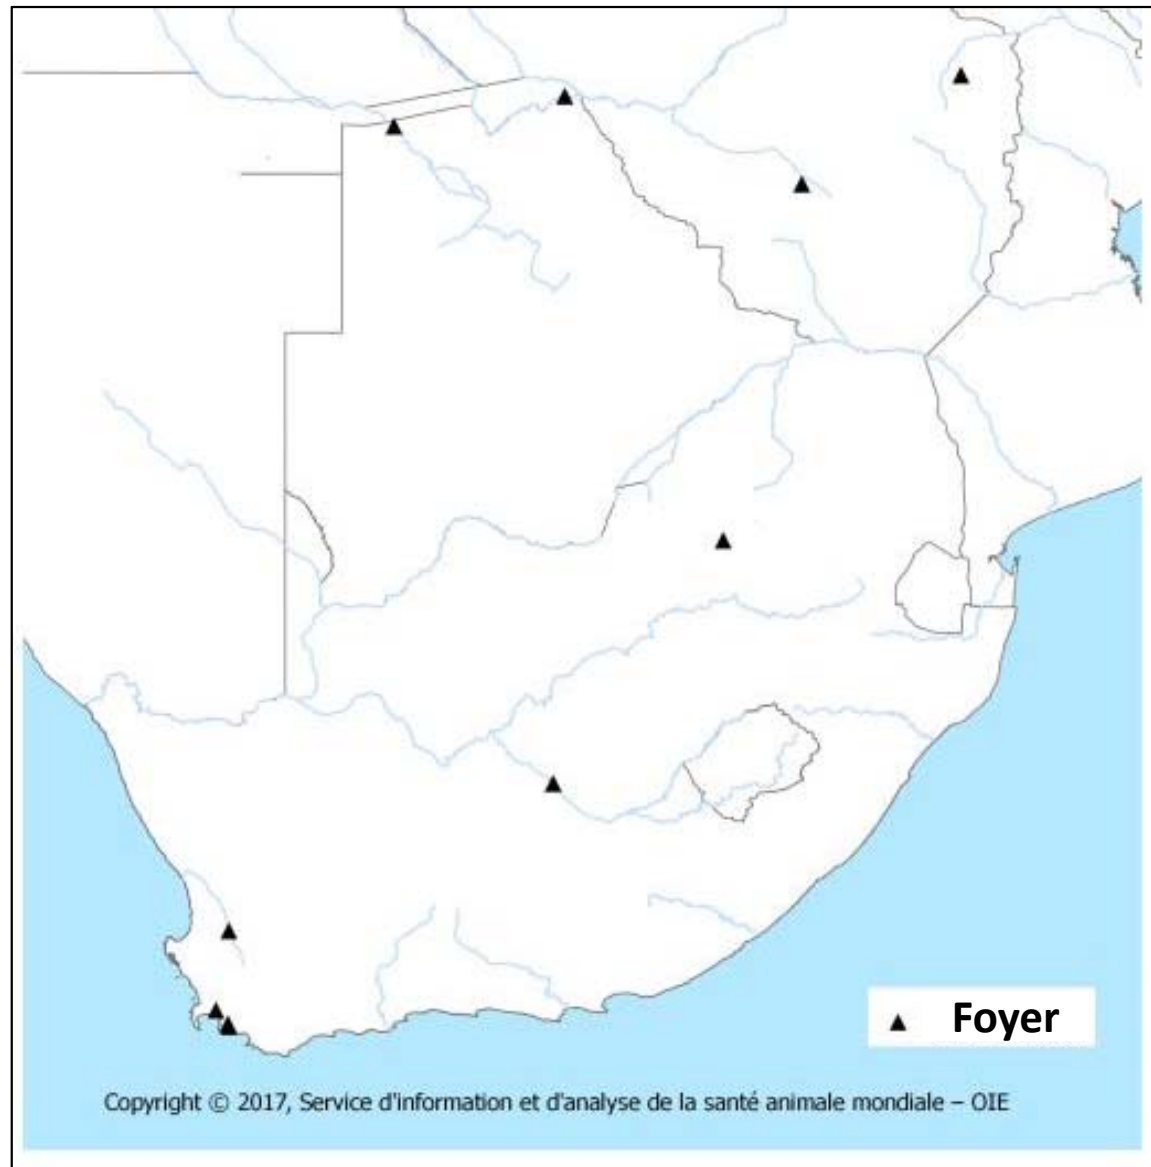 Foyer
Copyright © 2017, Service d'information et d'analyse de la santé animale mondiale – OIE